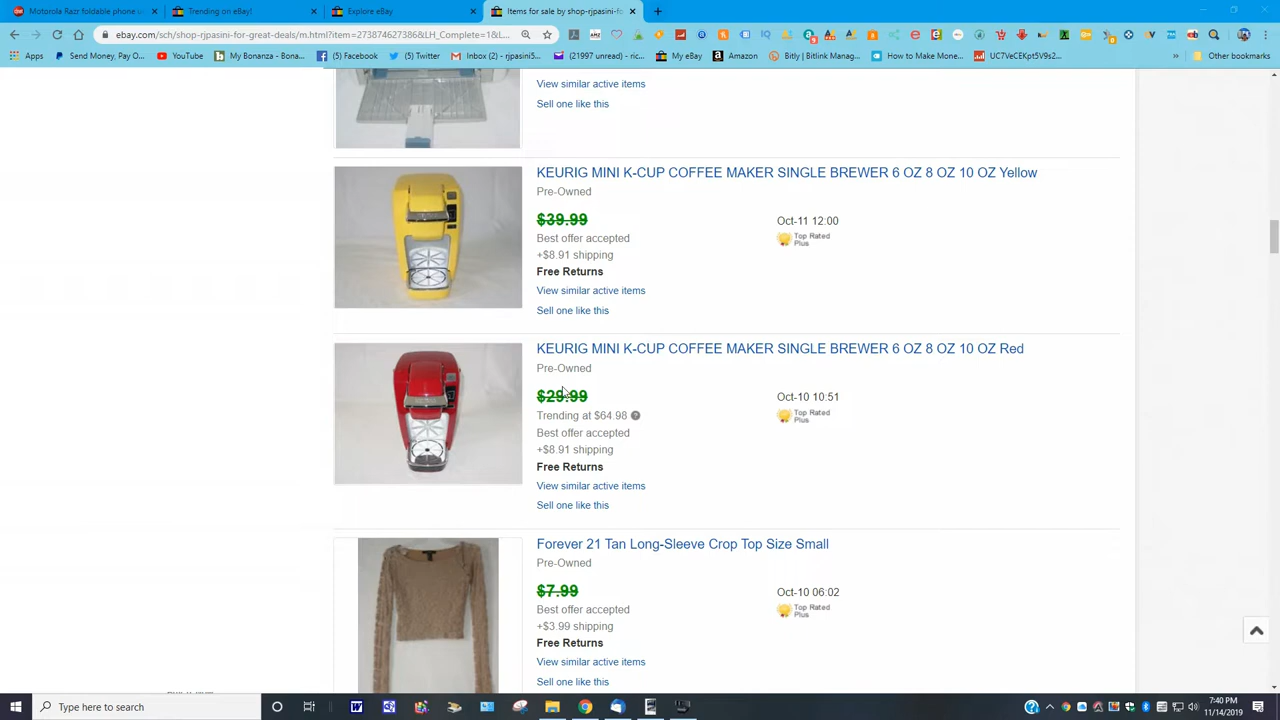 Motorola Razr foldable phone
Trending on eBay!
Explore eBay
Items for sale by shop-rjpasini-fo
ebay.com/sch/shop-rjpasini-for-great-deals/m.html?item=273874627386&LH_Complete=1&L...
Apps
Send Money, Pay O...
YouTube
My Bonanza - Bona...
(5) Facebook
(5) Twitter
Inbox (2) - rjpasini5...
(21997 unread) - ric...
My eBay
Amazon
Bitly | Bitlink Manag...
How to Make Mone...
UC7VeCEKpt5V9s2...
Other bookmarks
View similar active items
Sell one like this
KEURIG MINI K-CUP COFFEE MAKER SINGLE BREWER 6 OZ 8 OZ 10 OZ Yellow
Pre-Owned
$39.99
Oct-11 12:00
Best offer accepted
Top Rated
Plus
+$8.91 shipping
Free Returns
View similar active items
Sell one like this
KEURIG MINI K-CUP COFFEE MAKER SINGLE BREWER 6 OZ 8 OZ 10 OZ Red
Pre-Owned
$29.99
Oct-10 10:51
Trending at $64.98
Top Rated
Plus
Best offer accepted
+$8.91 shipping
Free Returns
View similar active items
Sell one like this
Forever 21 Tan Long-Sleeve Crop Top Size Small
Pre-Owned
$7.99
Oct-10 06:02
Best offer accepted
Top Rated
Plus
+$3.99 shipping
Free Returns
View similar active items
Sell one like this
Type here to search
7:40 PM
11/14/2019